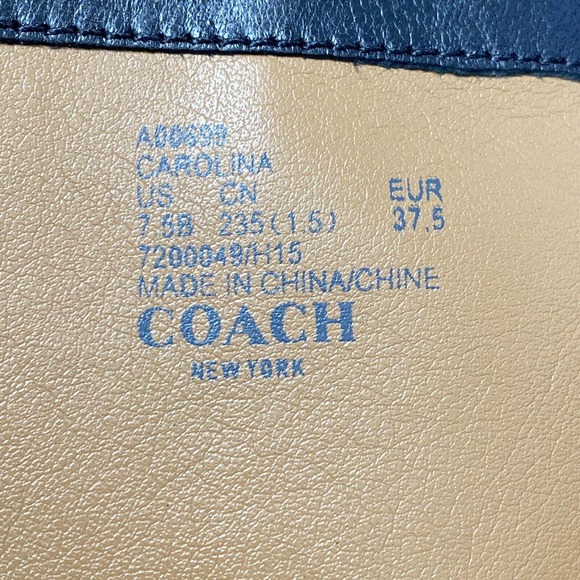 A00699
CAROLINA
US CN EUR
7.5B 235(1.5) 37.5
7200049/H15
MADE IN CHINA/CHINE
COACH
NEW YORK